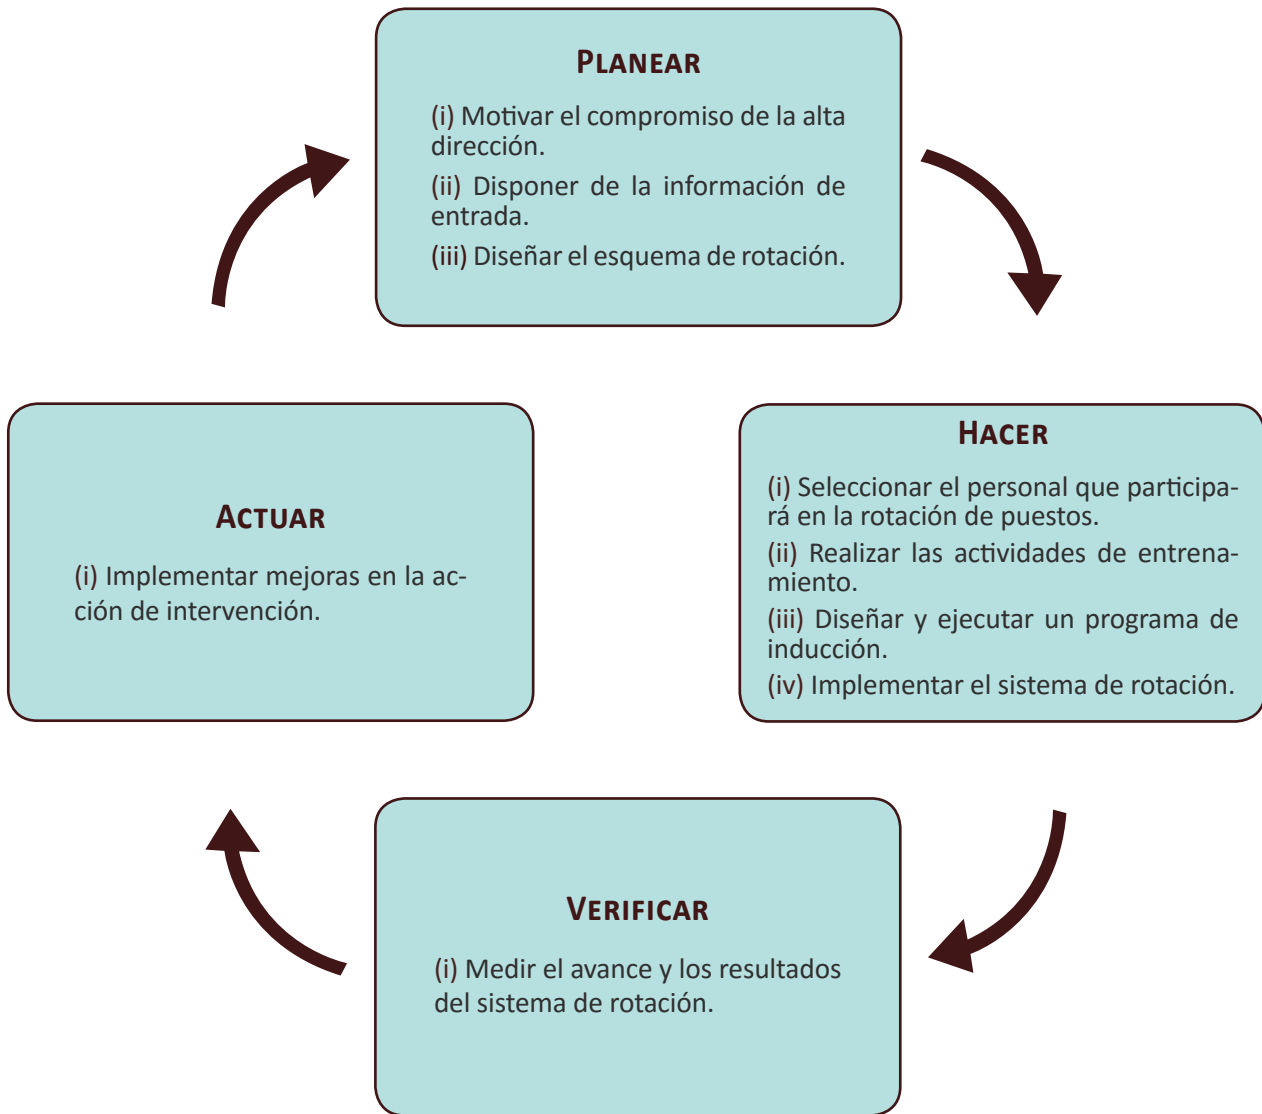 PLANEAR
(i) Motivar el compromiso de la alta
dirección.
(ii) Disponer de la información de
entrada.
(iii) Diseñar el esquema de rotación.
HACER
(i) Seleccionar el personal que participa-
rá en la rotación de puestos.
(ii) Realizar las actividades de entrena-
miento.
(iii) Diseñar y ejecutar un programa de
inducción.
(iv) Implementar el sistema de rotación.
VERIFICAR
(i) Medir el avance y los resultados
del sistema de rotación.
ACTUAR
(i) Implementar mejoras en la ac-
ción de intervención.